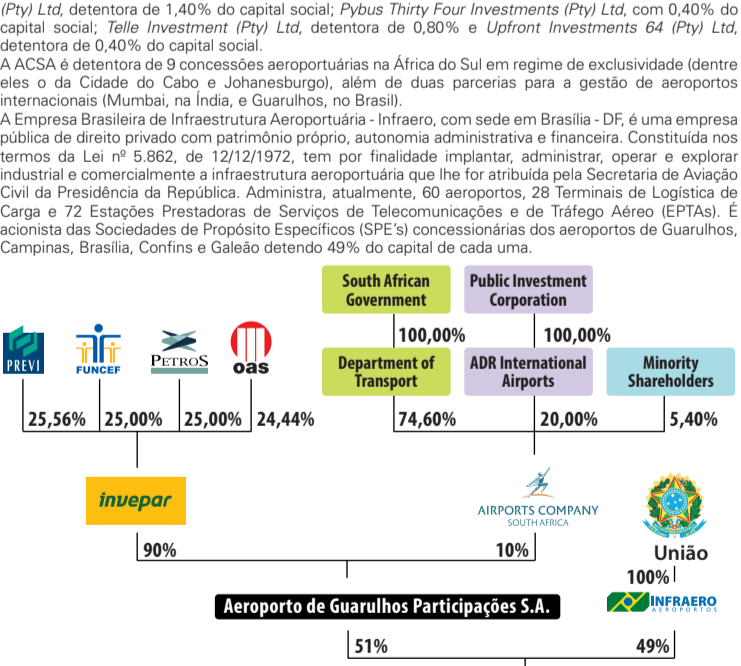 (Pty) Ltd, detentora de 1,40% do capital social; Pybus Thirty Four Investments (Pty) Ltd, com 0,40% do
capital social; Telle Investment (Pty) Ltd, detentora de 0,80% e Upfront Investments 64 (Pty) Ltd,
detentora de 0,40% do capital social.
A ACSA é detentora de 9 concessões aeroportuárias na África do Sul em regime de exclusividade (dentre
eles o da Cidade do Cabo e Johanesburgo), além de duas parcerias para a gestão de aeroportos
internacionais (Mumbai, na Índia, e Guarulhos, no Brasil).
A Empresa Brasileira de Infraestrutura Aeroportuária - Infraero, com sede em Brasília - DF, é uma empresa
pública de direito privado com patrimônio próprio, autonomia administrativa e financeira. Constituída nos
termos da Lei nº 5.862, de 12/12/1972, tem por finalidade implantar, administrar, operar e explorar
industrial e comercialmente a infraestrutura aeroportuária que lhe for atribuída pela Secretaria de Aviação
Civil da Presidência da República. Administra, atualmente, 60 aeroportos, 28 Terminais de Logística de
Carga e 72 Estações Prestadoras de Serviços de Telecomunicações e de Tráfego Aéreo (EPTAs). É
acionista das Sociedades de Propósito Específicos (SPE's) concessionárias dos aeroportos de Guarulhos,
Campinas, Brasília, Confins e Galeão detendo 49% do capital de cada uma.
South African
Government
Public Investment
Corporation
100,00%
100,00%
PREVI
FUNCEF
PETROS
oas
Department of
Transport
ADR International
Airports
Minority
Shareholders
25,56%
25,00%
25,00%
24,44%
74,60%
20,00%
5,40%
invepar
AIRPORTS COMPANY
SOUTH AFRICA
União
90%
10%
100%
Aeroporto de Guarulhos Participações S.A.
INFRAERO
AEROPORTOS
51%
49%